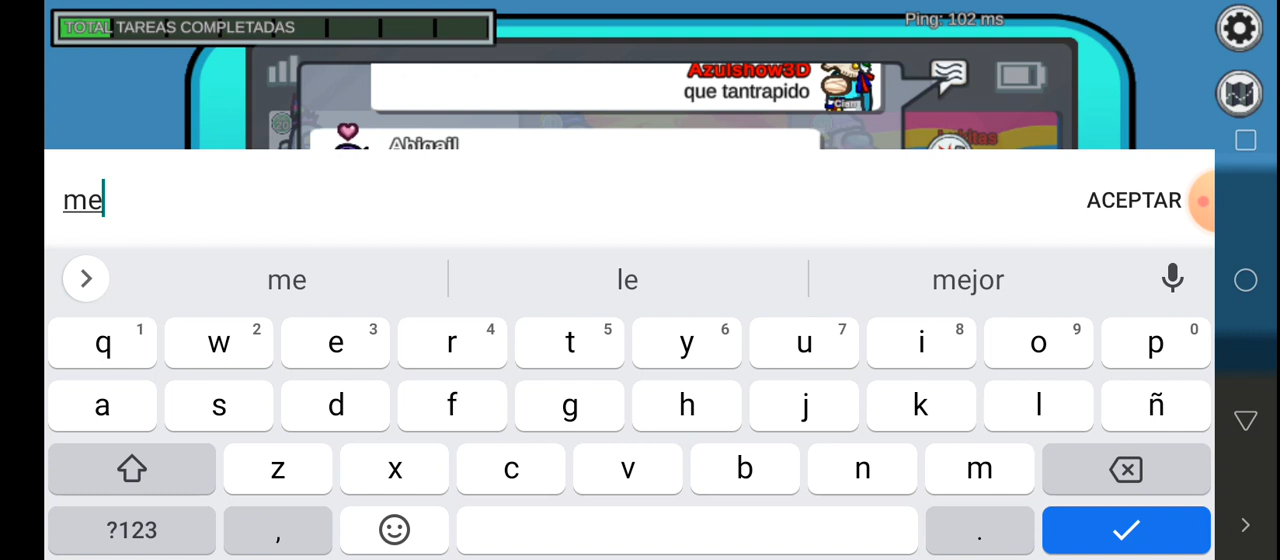 TOTAL TAREAS COMPLETADAS
Ping: 102 ms
Azulshow3D
que tantrapido
Clan
Abigail
me
ACEPTAR
me le mejor
q 1 w 2 e 3 r 4 t 5 y 6 u 7 i 8 o 9 p 0
a s d f g h j k l ñ
z x c v b n m
?123 , .